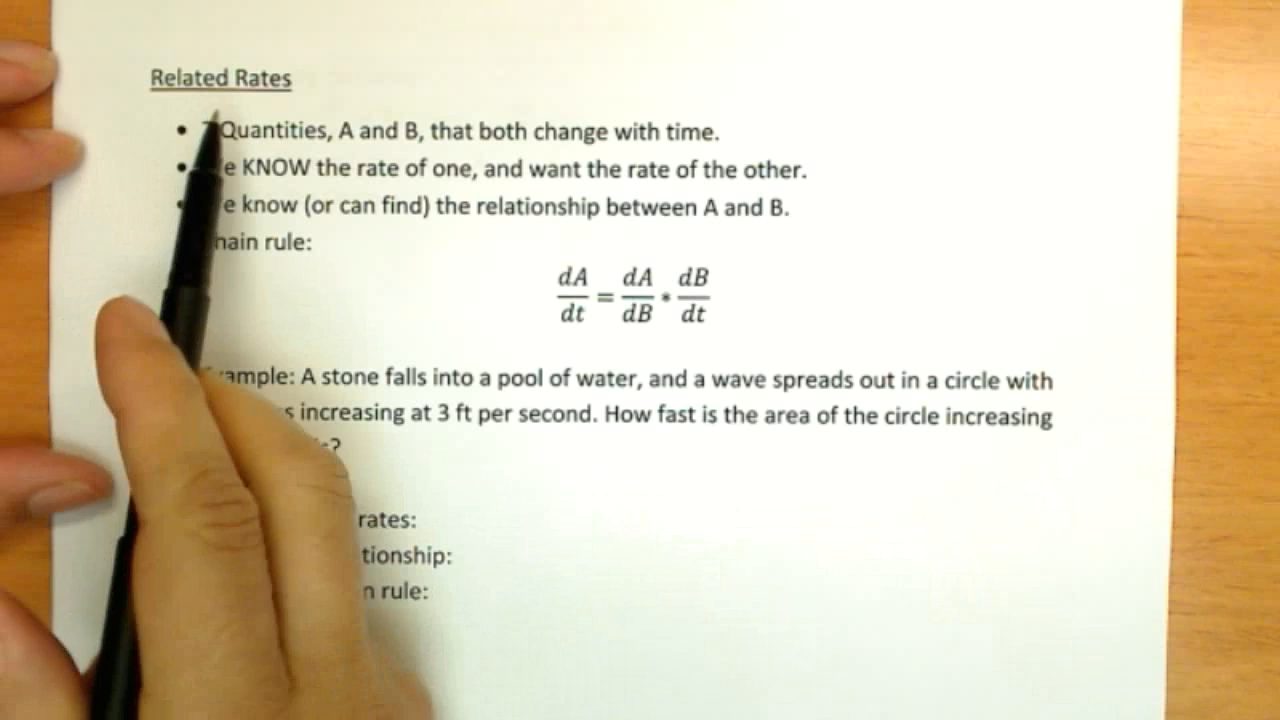 Related Rates
• Quantities, A and B, that both change with time.
• KNOW the rate of one, and want the rate of the other.
• know (or can find) the relationship between A and B.
rule:
dA/dt = dA/dB * dB/dt
A stone falls into a pool of water, and a wave spreads out in a circle with
increasing at 3 ft per second. How fast is the area of the circle increasing
rates:
rule: